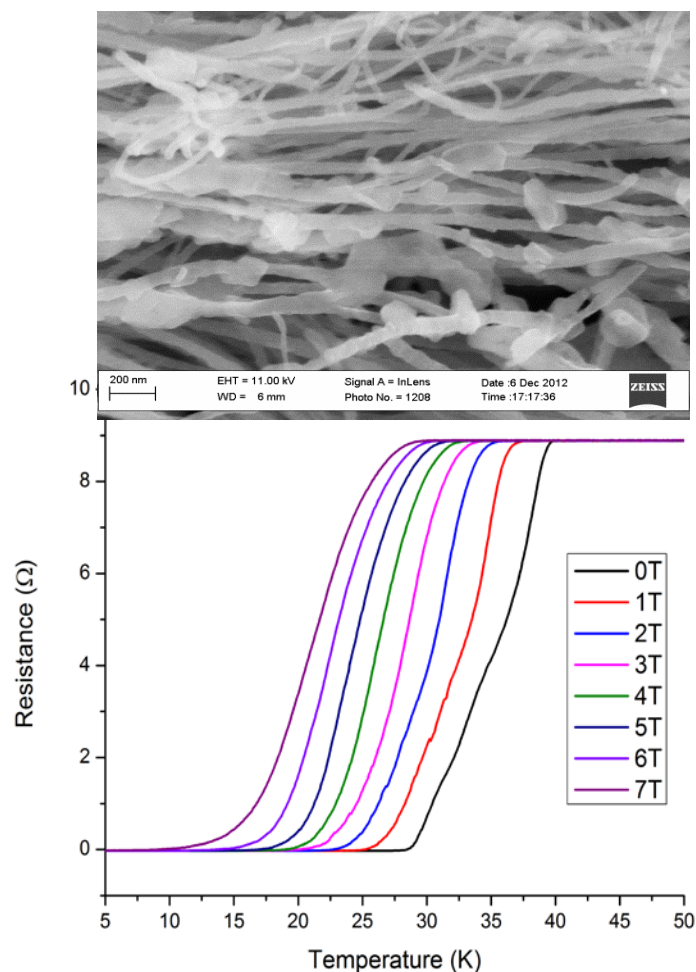 200 nm
EHT = 11.00 kV
WD = 6 mm
Signal A = InLens
Photo No. = 1208
Date :6 Dec 2012
Time :17:17:36
ZEISS
10
8
6
4
2
0
Resistance (Ω)
0T
1T
2T
3T
4T
5T
6T
7T
5 10 15 20 25 30 35 40 45 50
Temperature (K)